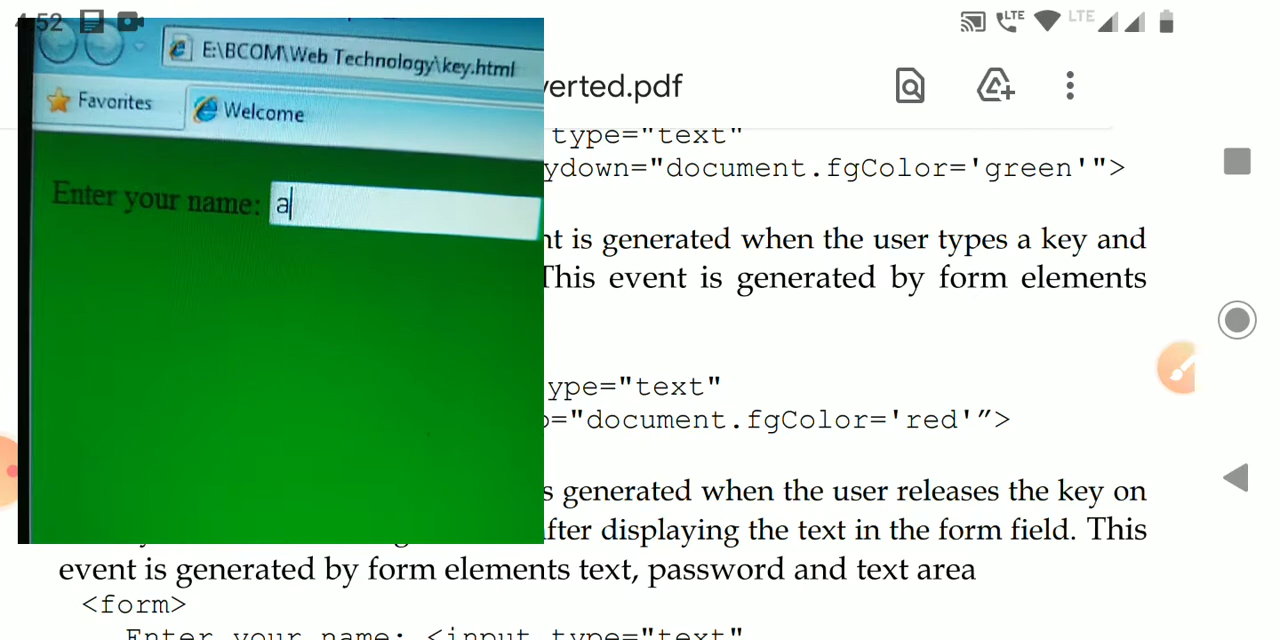 4:52
LTE
LTE
E:\BCOM\Web Technology\key.html
verted.pdf
Favorites
Welcome
type="text"
ydown="document.fgColor='green'">
Enter your name: a
nt is generated when the user types a key and
This event is generated by form elements
ype="text"
="document.fgColor='red'”>
s generated when the user releases the key on
fter displaying the text in the form field. This
event is generated by form elements text, password and text area
<form>
Enter your name: <input type="text"